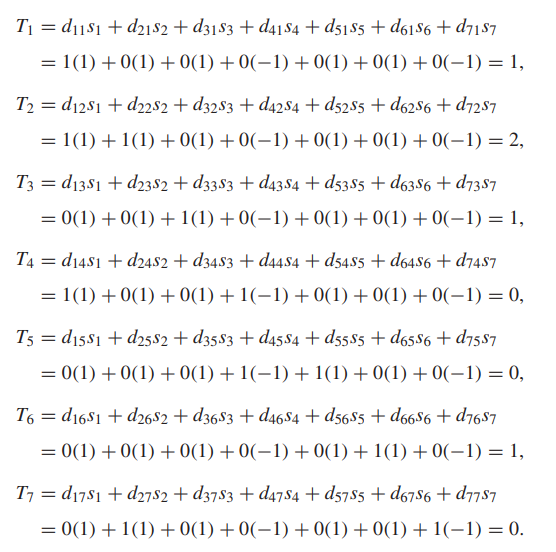 T₁ = d₁₁s₁ + d₂₁s₂ + d₃₁s₃ + d₄₁s₄ + d₅₁s₅ + d₆₁s₆ + d₇₁s₇
= 1(1) + 0(1) + 0(1) + 0(−1) + 0(1) + 0(1) + 0(−1) = 1,
T₂ = d₁₂s₁ + d₂₂s₂ + d₃₂s₃ + d₄₂s₄ + d₅₂s₅ + d₆₂s₆ + d₇₂s₇
= 1(1) + 1(1) + 0(1) + 0(−1) + 0(1) + 0(1) + 0(−1) = 2,
T₃ = d₁₃s₁ + d₂₃s₂ + d₃₃s₃ + d₄₃s₄ + d₅₃s₅ + d₆₃s₆ + d₇₃s₇
= 0(1) + 0(1) + 1(1) + 0(−1) + 0(1) + 0(1) + 0(−1) = 1,
T₄ = d₁₄s₁ + d₂₄s₂ + d₃₄s₃ + d₄₄s₄ + d₅₄s₅ + d₆₄s₆ + d₇₄s₇
= 1(1) + 0(1) + 0(1) + 1(−1) + 0(1) + 0(1) + 0(−1) = 0,
T₅ = d₁₅s₁ + d₂₅s₂ + d₃₅s₃ + d₄₅s₄ + d₅₅s₅ + d₆₅s₆ + d₇₅s₇
= 0(1) + 0(1) + 0(1) + 1(−1) + 1(1) + 0(1) + 0(−1) = 0,
T₆ = d₁₆s₁ + d₂₆s₂ + d₃₆s₃ + d₄₆s₄ + d₅₆s₅ + d₆₆s₆ + d₇₆s₇
= 0(1) + 0(1) + 0(1) + 0(−1) + 0(1) + 1(1) + 0(−1) = 1,
T₇ = d₁₇s₁ + d₂₇s₂ + d₃₇s₃ + d₄₇s₄ + d₅₇s₅ + d₆₇s₆ + d₇₇s₇
= 0(1) + 1(1) + 0(1) + 0(−1) + 0(1) + 0(1) + 1(−1) = 0.